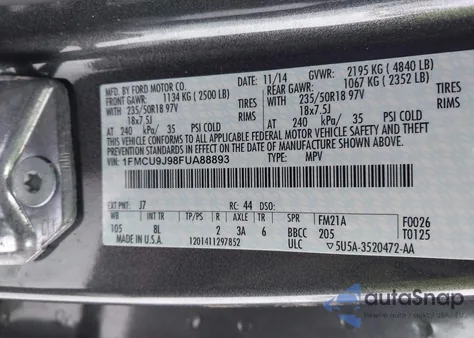 MFD. BY FORD MOTOR CO. 11/14 GVWR: 2195 KG ( 4840 LB)
FRONT GAWR: 1134 KG ( 2500 LB) REAR GAWR: 1067 KG ( 2352 LB)
WITH TIRES WITH TIRES
235/50R18 97V 235/50R18 97V
18x7.5J RIMS 18x7.5J RIMS
AT 240 kPa/ 35 PSI COLD AT 240 kPa/ 35 PSI COLD
THIS VEHICLE CONFORMS TO ALL APPLICABLE FEDERAL MOTOR VEHICLE SAFETY AND THEFT
PREVENTION STANDARDS IN EFFECT ON THE DATE OF MANUFACTURE SHOWN ABOVE.
VIN: 1FMCU9J98FUA88893 TYPE: MPV
EXT PNT: J7 RC: 44 DSO: FM21A F0026
WB INT TR TP/PS R AXLE TR SPR 205 T0125
105 8L 2 3A 6 BBCC
MADE IN U.S.A. 1201411297852 ULC ▽5U5A-3520472-AA
autoSnap